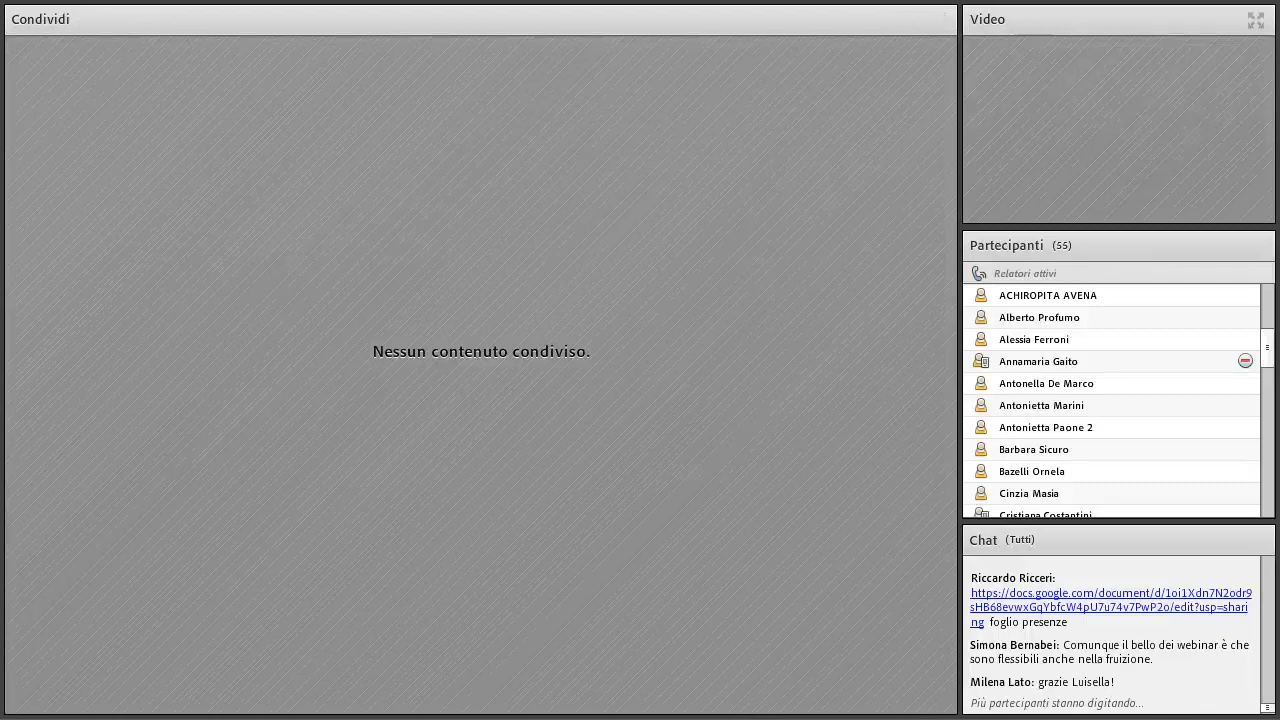 Condividi
Nessun contenuto condiviso.
Video
Partecipanti (55)
Relatori attivi
ACHIROPITA AVENA
Alberto Profumo
Alessia Ferroni
Annamaria Gaito
Antonella De Marco
Antonietta Marini
Antonietta Paone 2
Barbara Sicuro
Bazelli Ornela
Cinzia Masia
Cristiana Costantini
Chat (Tutti)
Riccardo Ricceri:
https://docs.google.com/document/d/1oi1Xdn7N2odr9
sHB68evwxGqYbfcW4pU7u74v7PwP2o/edit?usp=shari
ng foglio presenze
Simona Bernabei: Comunque il bello dei webinar è che
sono flessibili anche nella fruizione.
Milena Lato: grazie Luisella!
Più partecipanti stanno digitando...